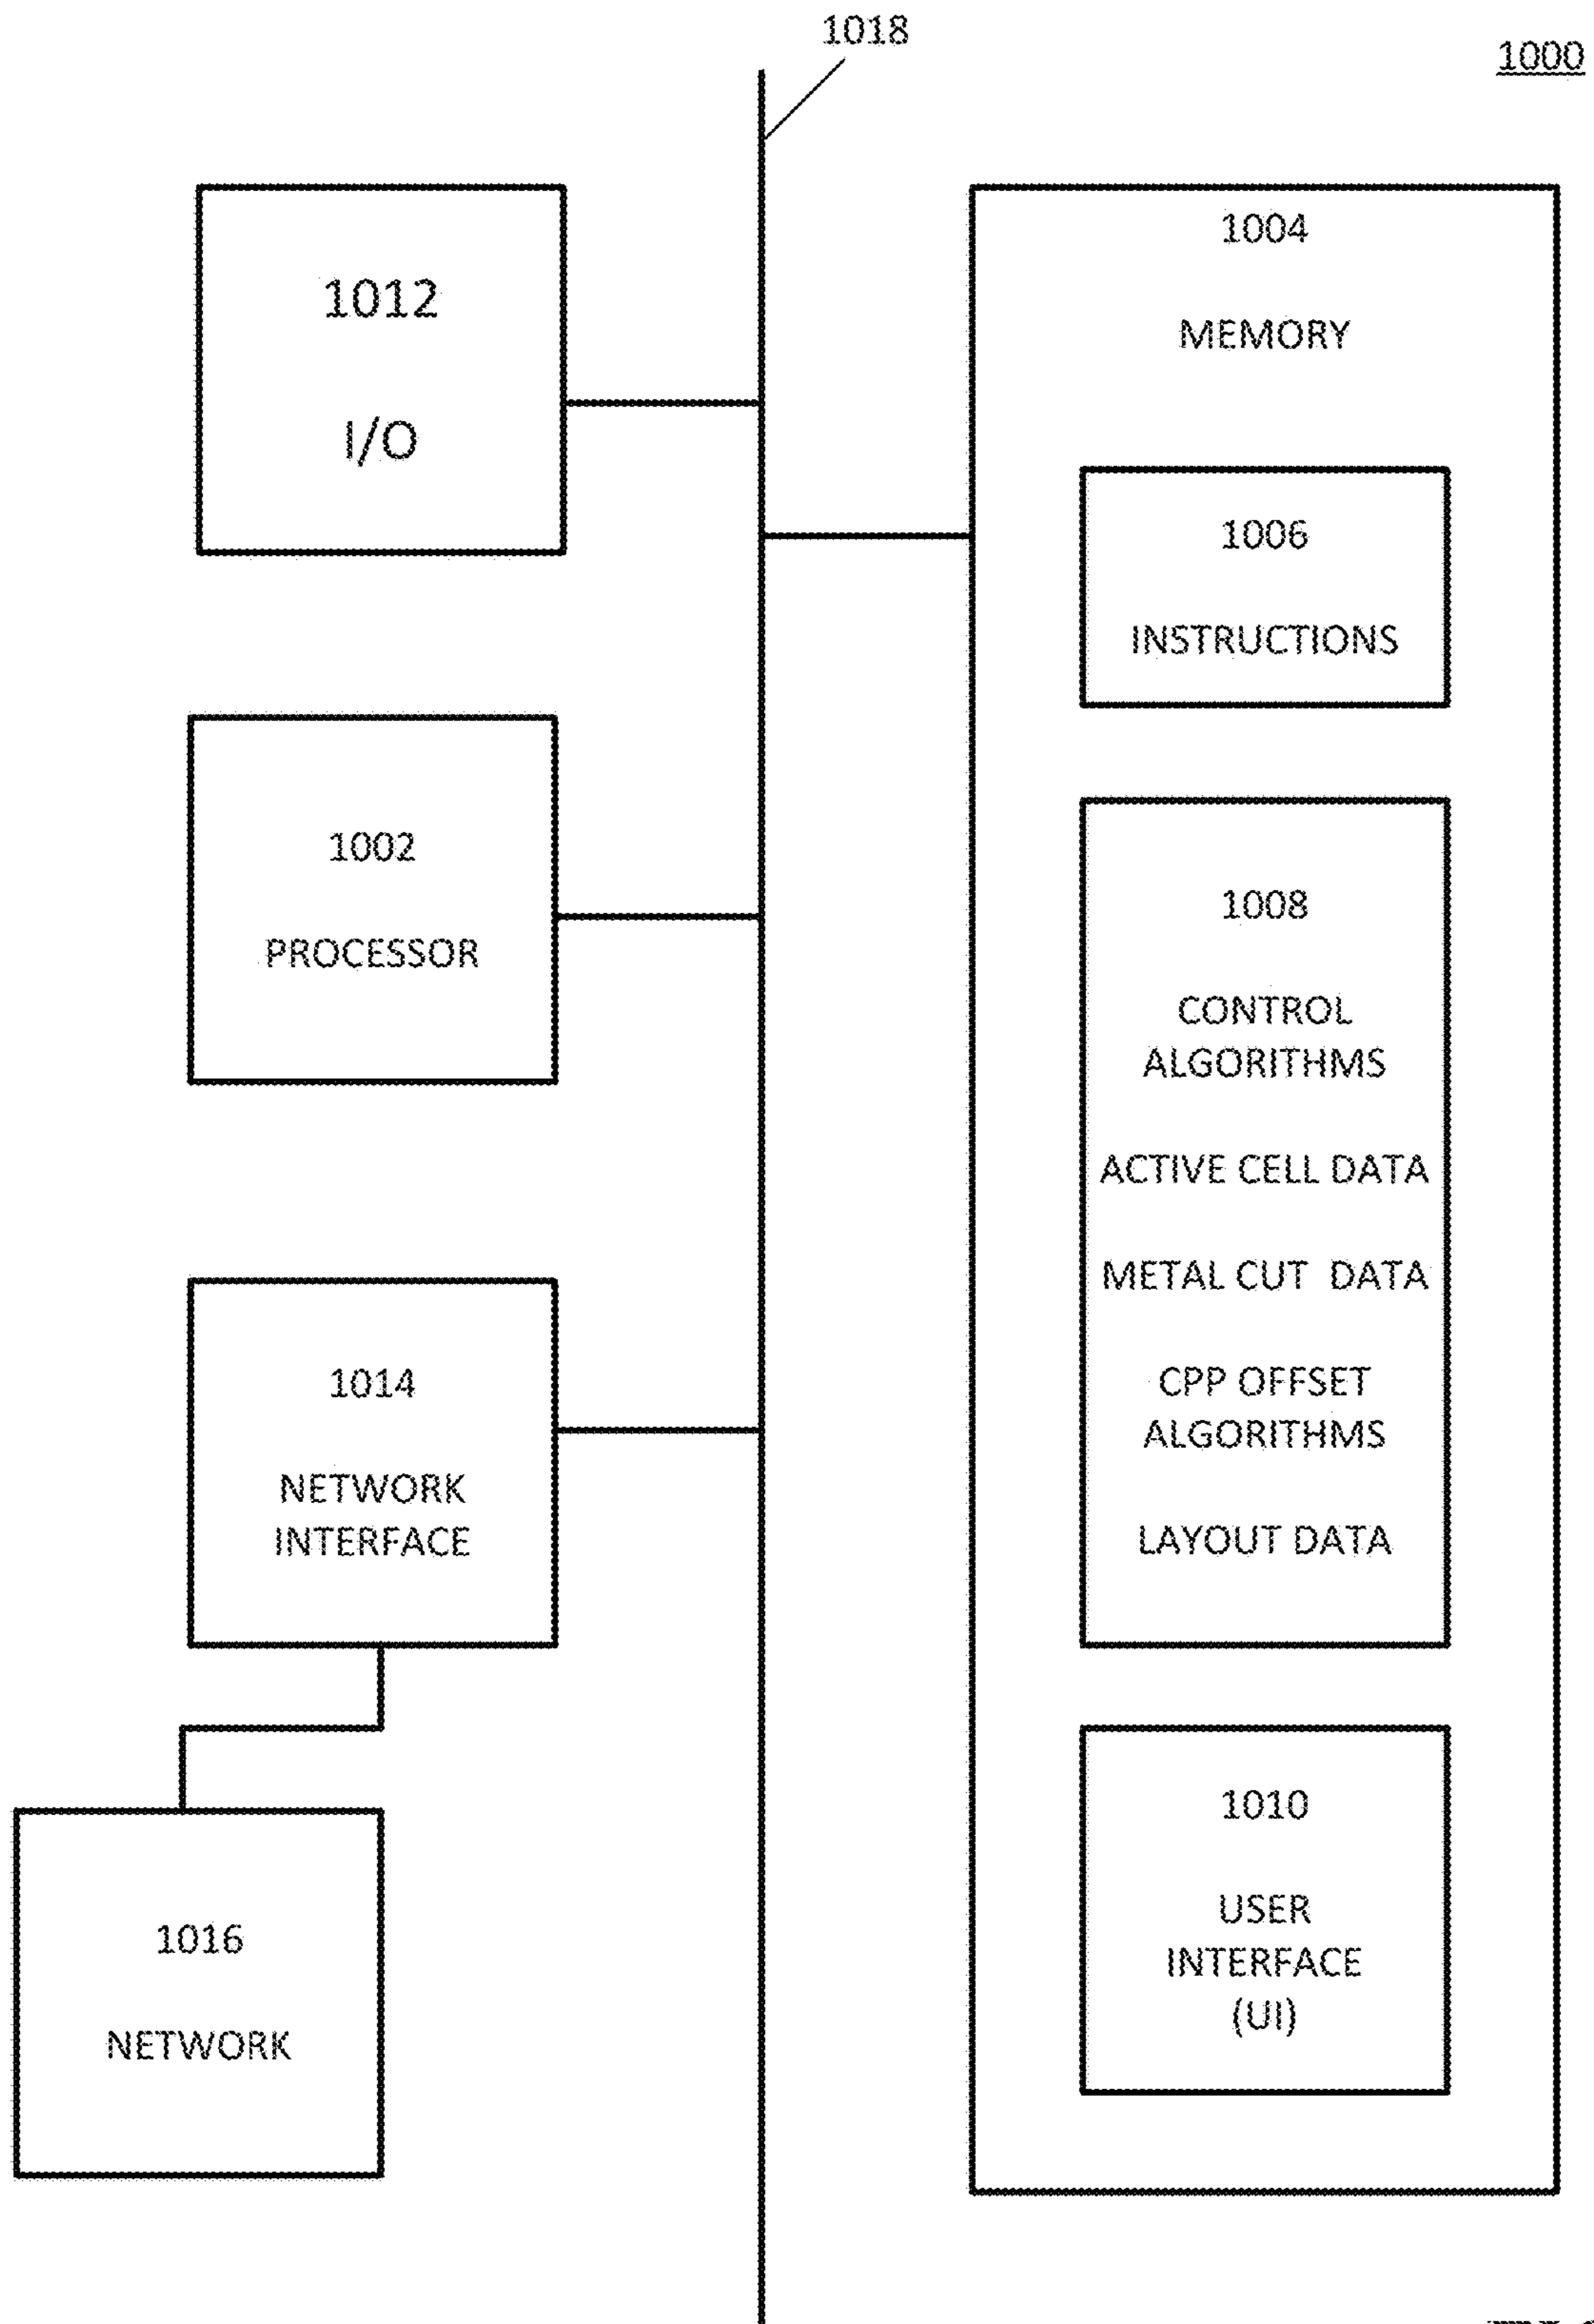 1018
1000
1012
I/O
1004
MEMORY
1006
INSTRUCTIONS
1002
PROCESSOR
1008
CONTROL
ALGORITHMS
ACTIVE CELL DATA
METAL CUT DATA
CPP OFFSET
ALGORITHMS
LAYOUT DATA
1014
NETWORK
INTERFACE
1016
NETWORK
1010
USER
INTERFACE
(UI)